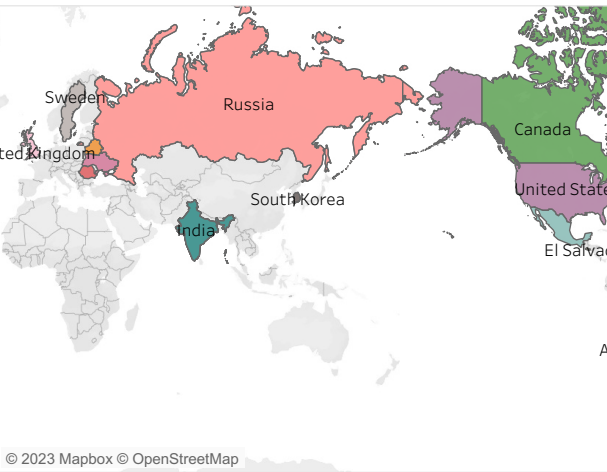 Sweden
Russia
Canada
ted Kingdom
United State
South Korea
India
El Salvad
A
© 2023 Mapbox © OpenStreetMap